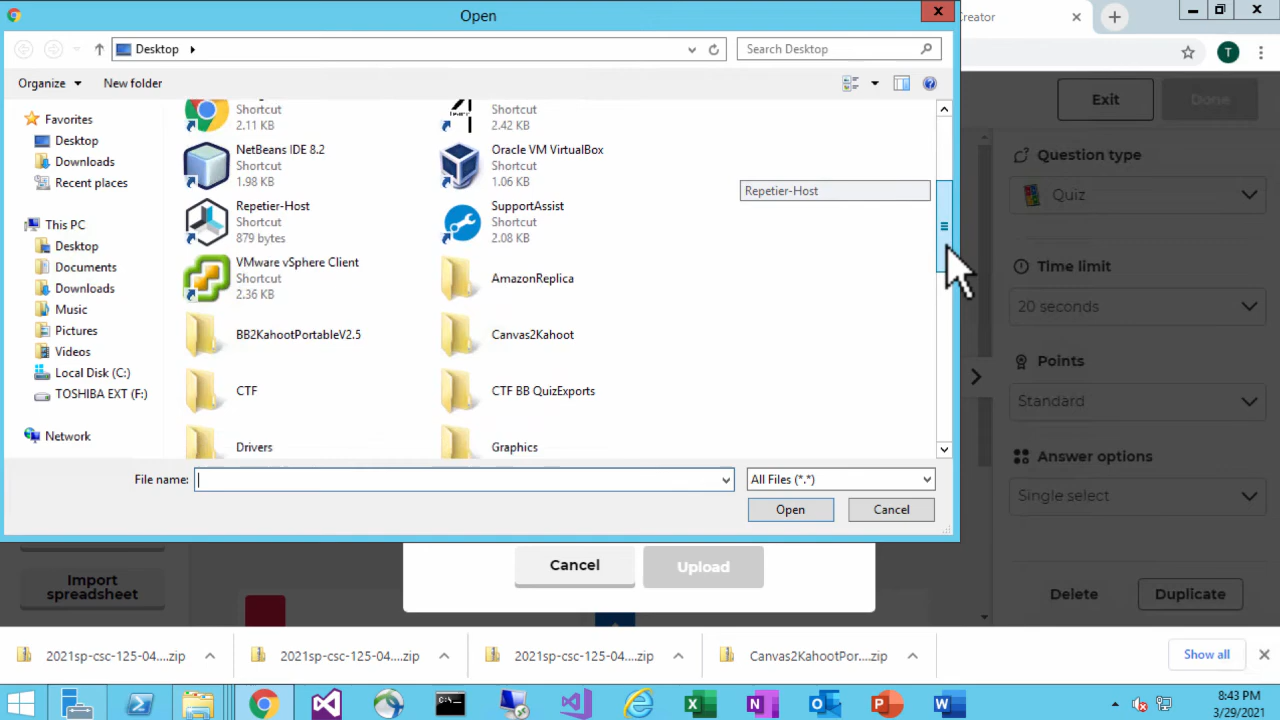 Open
Creator
Desktop
Search Desktop
T
Organize
New folder
Exit
Done
Favorites
Desktop
Downloads
Recent places
This PC
Desktop
Documents
Downloads
Music
Pictures
Videos
Local Disk (C:)
TOSHIBA EXT (F:)
Network
Shortcut
2.11 KB
Shortcut
2.42 KB
NetBeans IDE 8.2
Shortcut
1.98 KB
Oracle VM VirtualBox
Shortcut
1.06 KB
Repetier-Host
Shortcut
879 bytes
SupportAssist
Shortcut
2.08 KB
VMware vSphere Client
Shortcut
2.36 KB
AmazonReplica
BB2KahootPortableV2.5
Canvas2Kahoot
CTF
CTF BB QuizExports
Drivers
Graphics
Repetier-Host
File name:
All Files (*.*)
Open
Cancel
Question type
Quiz
Time limit
20 seconds
Points
Standard
Answer options
Single select
Delete
Duplicate
Import
spreadsheet
Cancel
Upload
2021sp-csc-125-04....zip
2021sp-csc-125-04....zip
2021sp-csc-125-04....zip
Canvas2KahootPor....zip
Show all
8:43 PM
3/29/2021